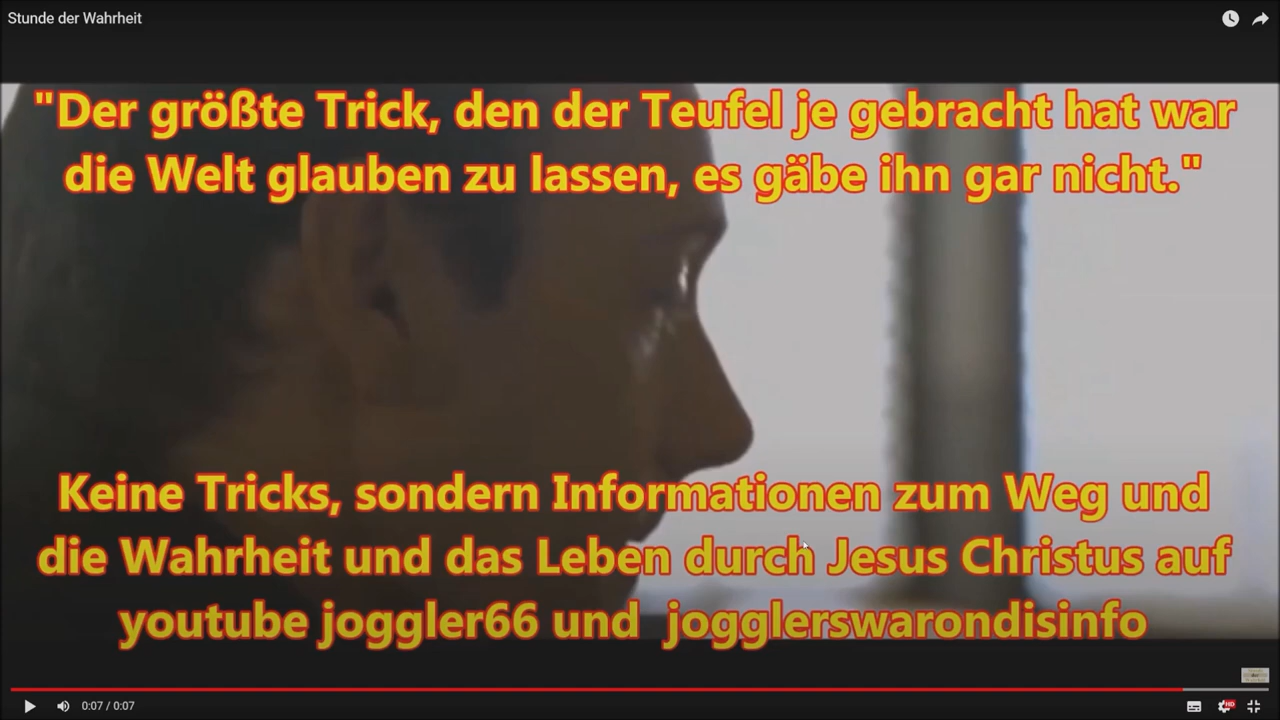 Stunde der Wahrheit
"Der größte Trick, den der Teufel je gebracht hat war
die Welt glauben zu lassen, es gäbe ihn gar nicht."
Keine Tricks, sondern Informationen zum Weg und
die Wahrheit und das Leben durch Jesus Christus auf
youtube joggler66 und jogglerswarondisinfo
0:07 / 0:07
HD